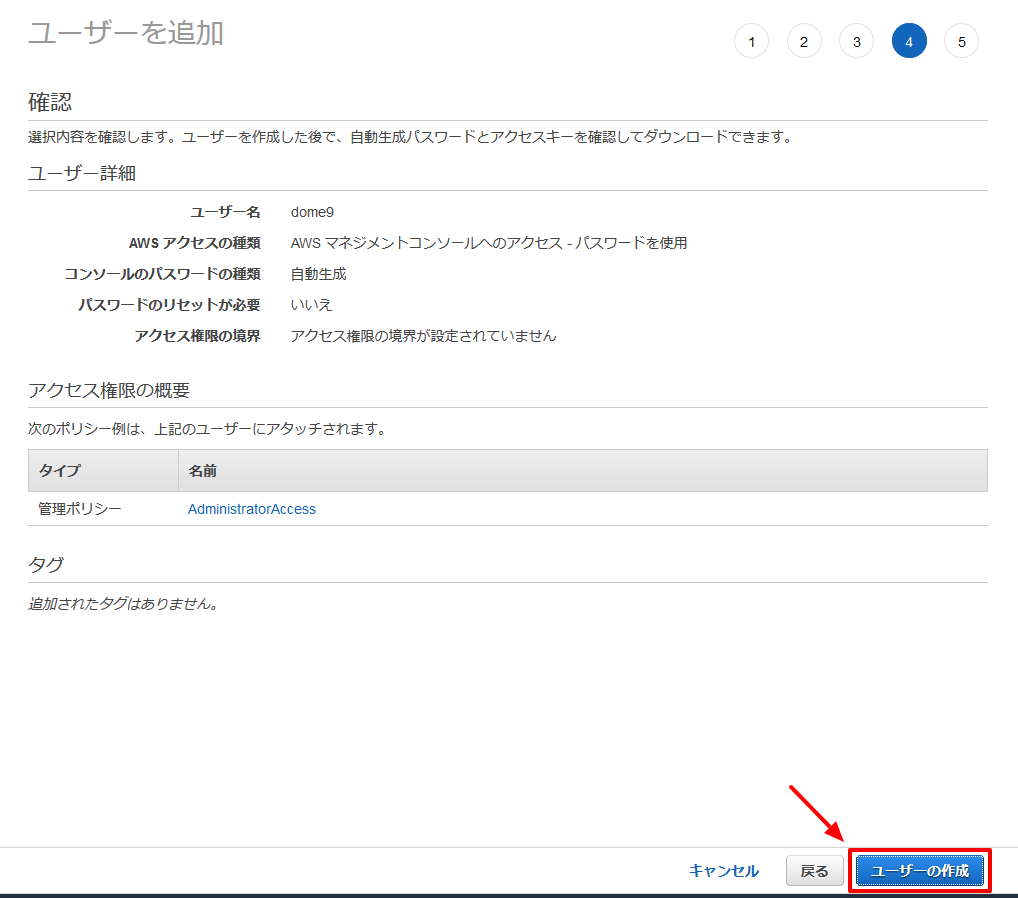 ユーザーを追加
1 2 3 4 5
確認
選択内容を確認します。ユーザーを作成した後で、自動生成パスワードとアクセスキーを確認してダウンロードできます。
ユーザー詳細
ユーザー名 dome9
AWS アクセスの種類 AWS マネジメントコンソールへのアクセス - パスワードを使用
コンソールのパスワードの種類 自動生成
パスワードのリセットが必要 いいえ
アクセス権限の境界 アクセス権限の境界が設定されていません
アクセス権限の概要
次のポリシー例は、上記のユーザーにアタッチされます。
タイプ 名前
管理ポリシー AdministratorAccess
タグ
追加されたタグはありません。
キャンセル 戻る ユーザーの作成